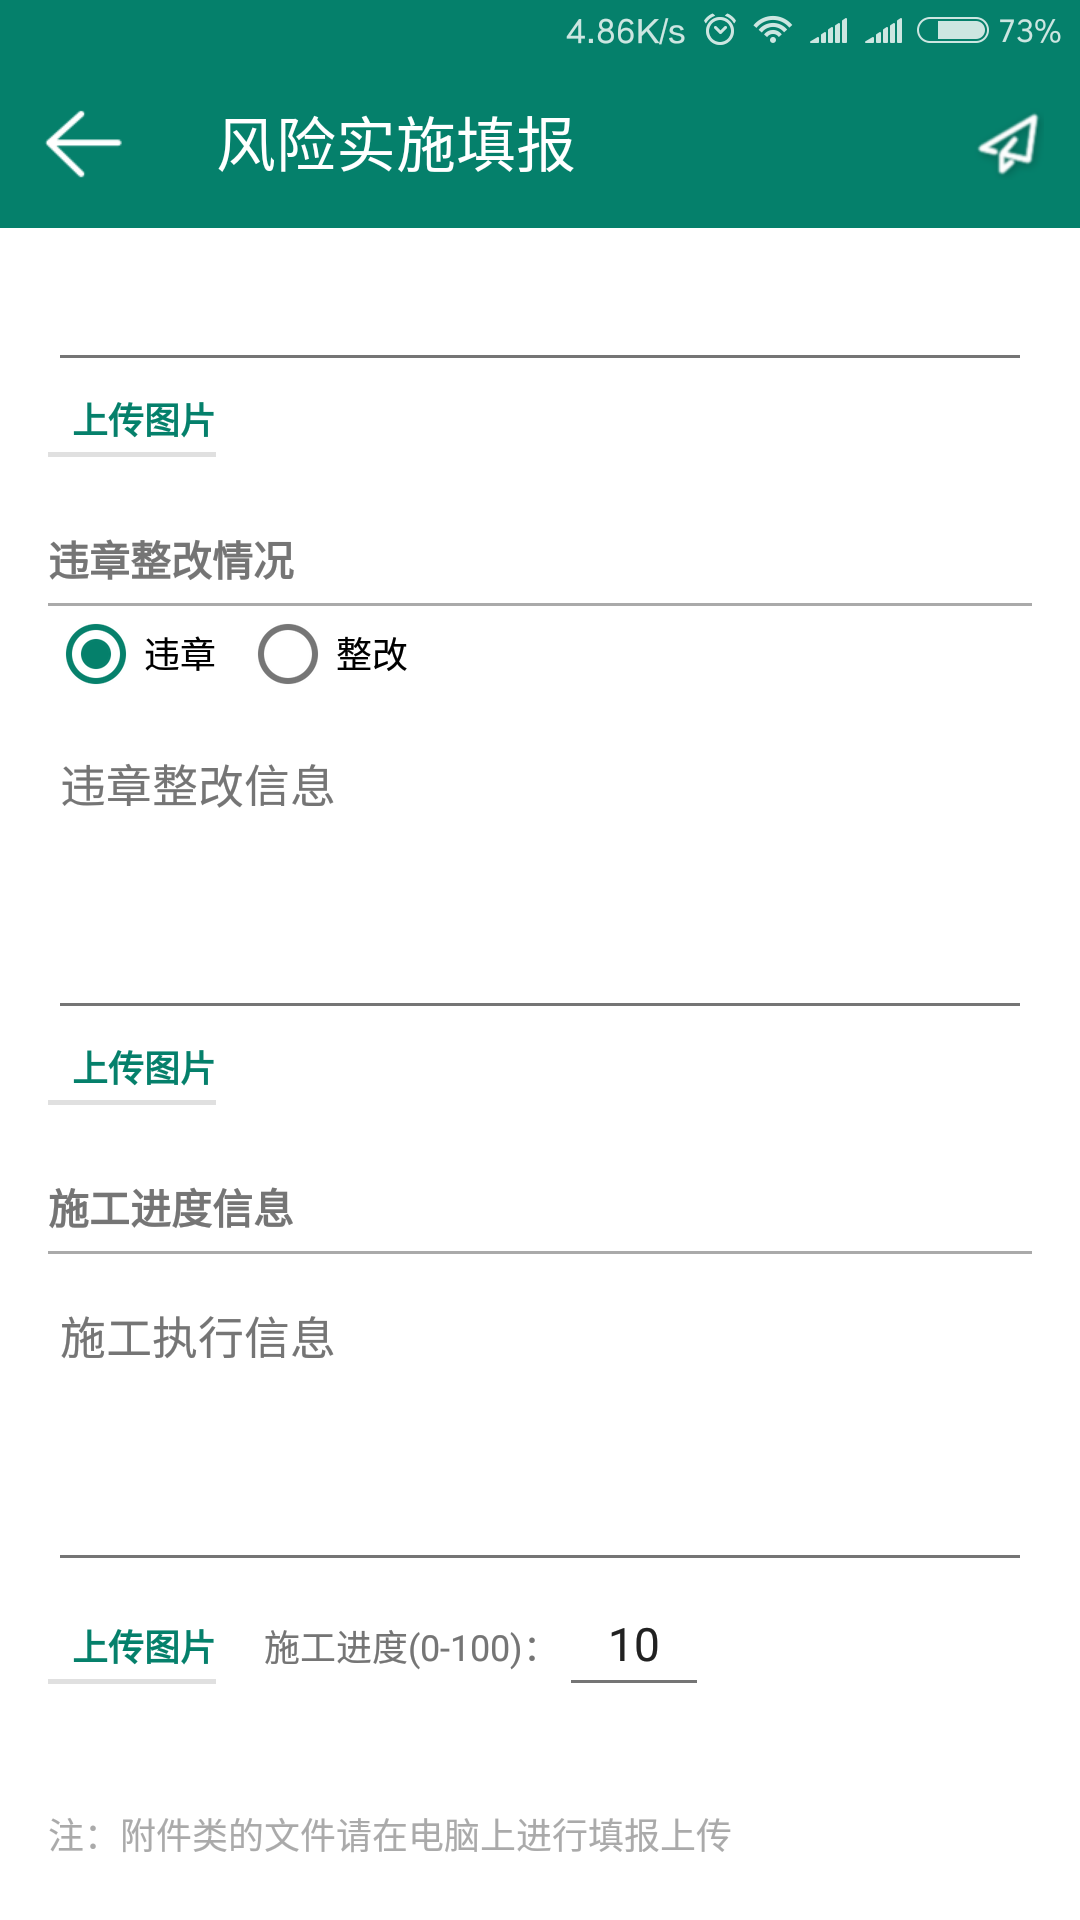 4.86K/s 73%
风险实施填报
上传图片
违章整改情况
违章 整改
违章整改信息
上传图片
施工进度信息
施工执行信息
上传图片 施工进度(0-100)： 10
注：附件类的文件请在电脑上进行填报上传